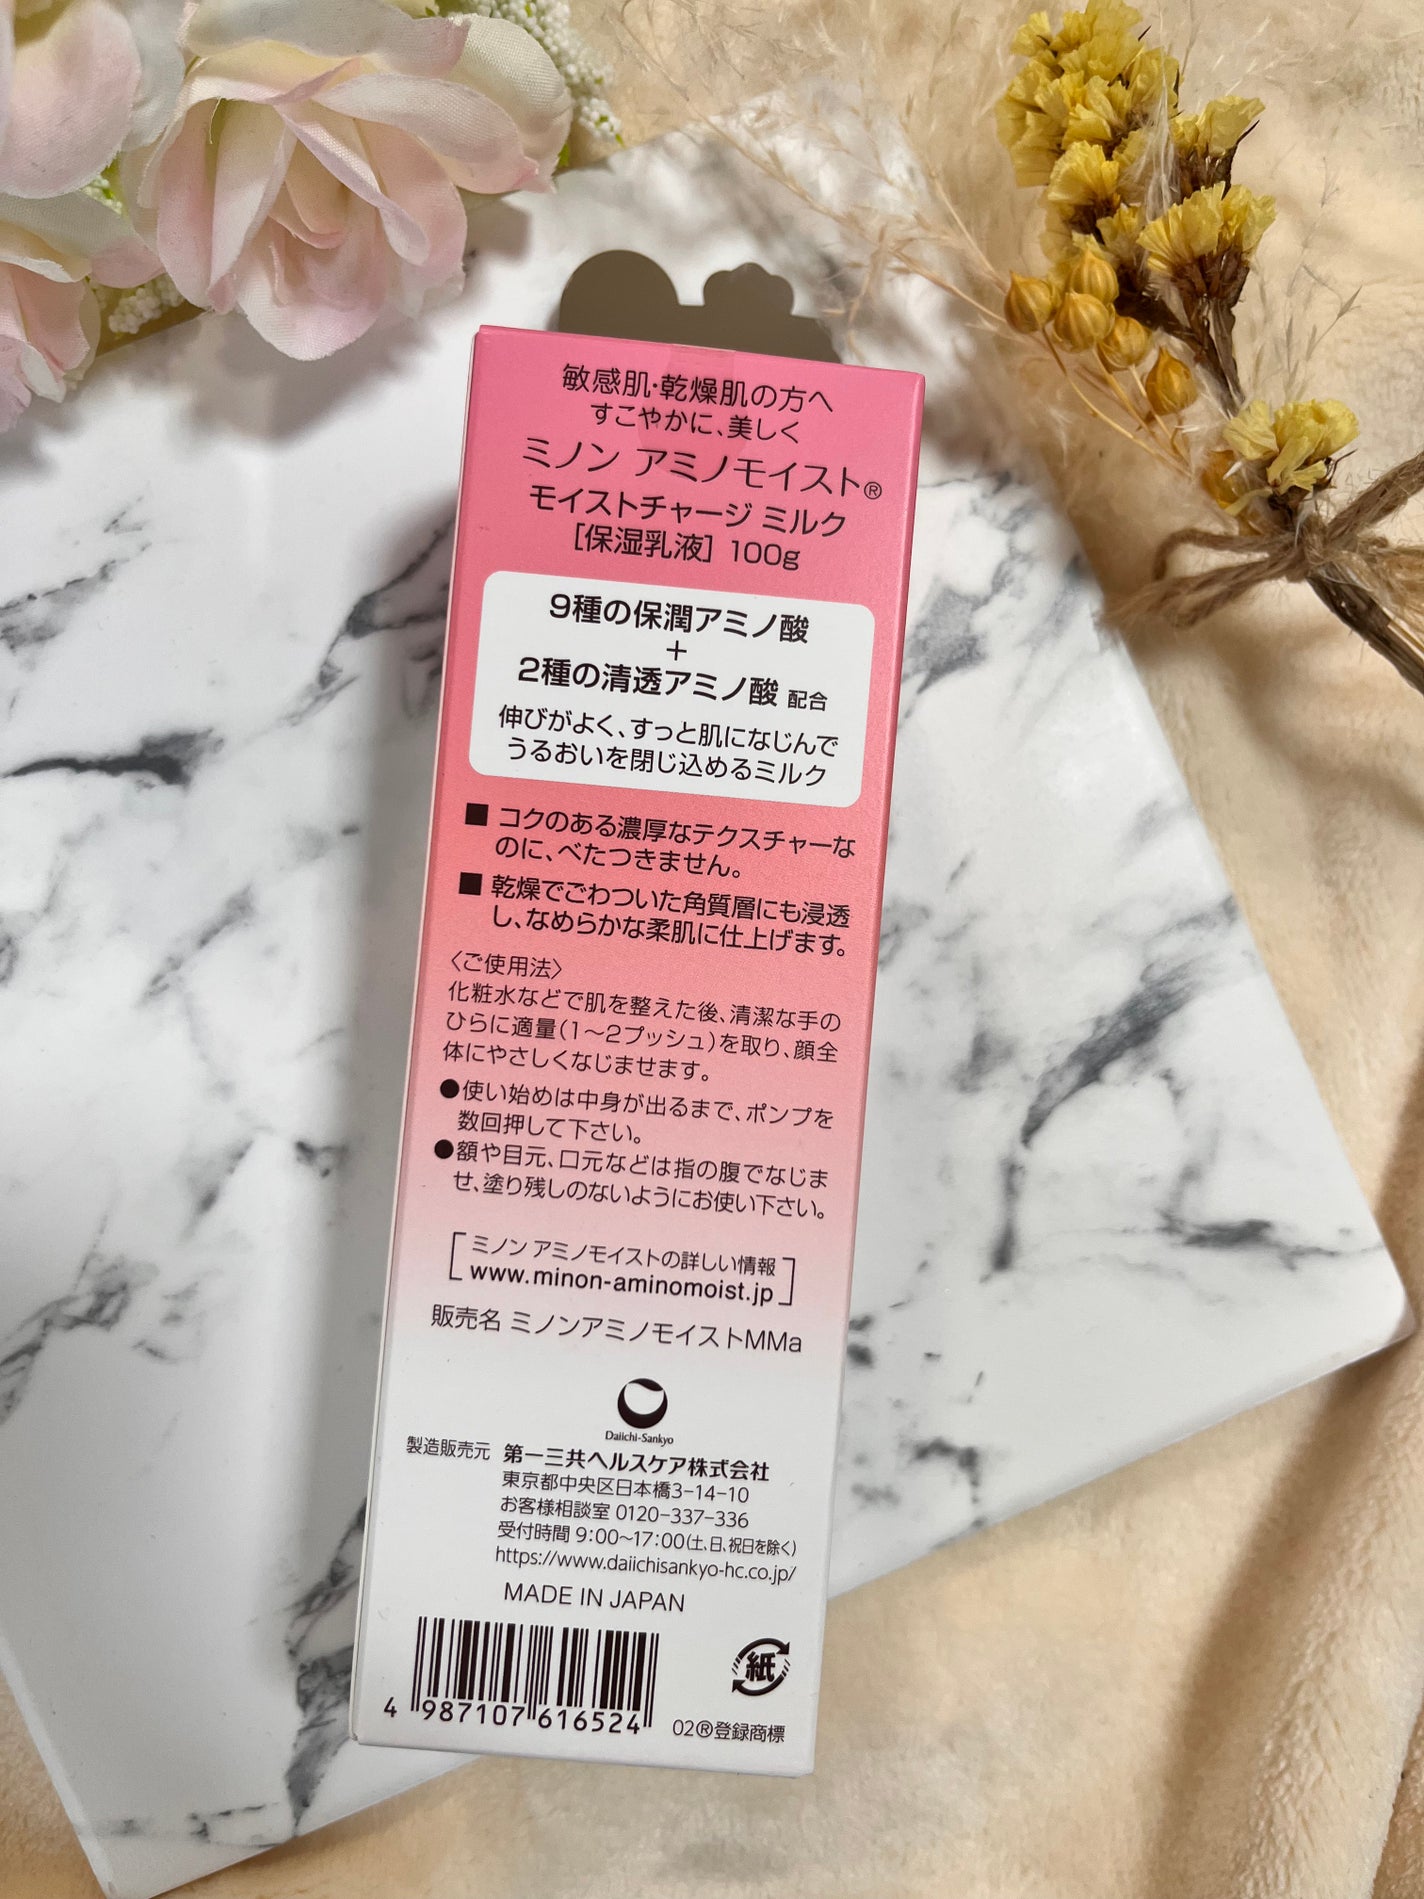 敏感肌・乾燥肌の方へ
すこやかに、美しく
ミノン アミノモイスト®
モイストチャージ ミルク
[保湿乳液] 100g
9種の保潤アミノ酸
+
2種の清透アミノ酸 配合
伸びがよく、すっと肌になじんで
うるおいを閉じ込めるミルク
■ コクのある濃厚なテクスチャーな
のに、べたつきません。
■ 乾燥でごわついた角質層にも浸透
し、なめらかな柔肌に仕上げます。
〈ご使用法〉
化粧水などで肌を整えた後、清潔な手の
ひらに適量(1〜2プッシュ)を取り、顔全
体にやさしくなじませます。
●使い始めは中身が出るまで、ポンプを
数回押して下さい。
●額や目元、口元などは指の腹でなじま
せ、塗り残しのないようにお使い下さい。
ミノン アミノモイストの詳しい情報
www.minon-aminomoist.jp
販売名 ミノンアミノモイストMMa
Daiichi-Sankyo
製造販売元 第一三共ヘルスケア株式会社
東京都中央区日本橋3-14-10
お客様相談室 0120-337-336
受付時間 9:00〜17:00(土、日、祝日を除く)
https://www.daiichisankyo-hc.co.jp/
MADE IN JAPAN
紙
4 987107 616524
02®登録商標